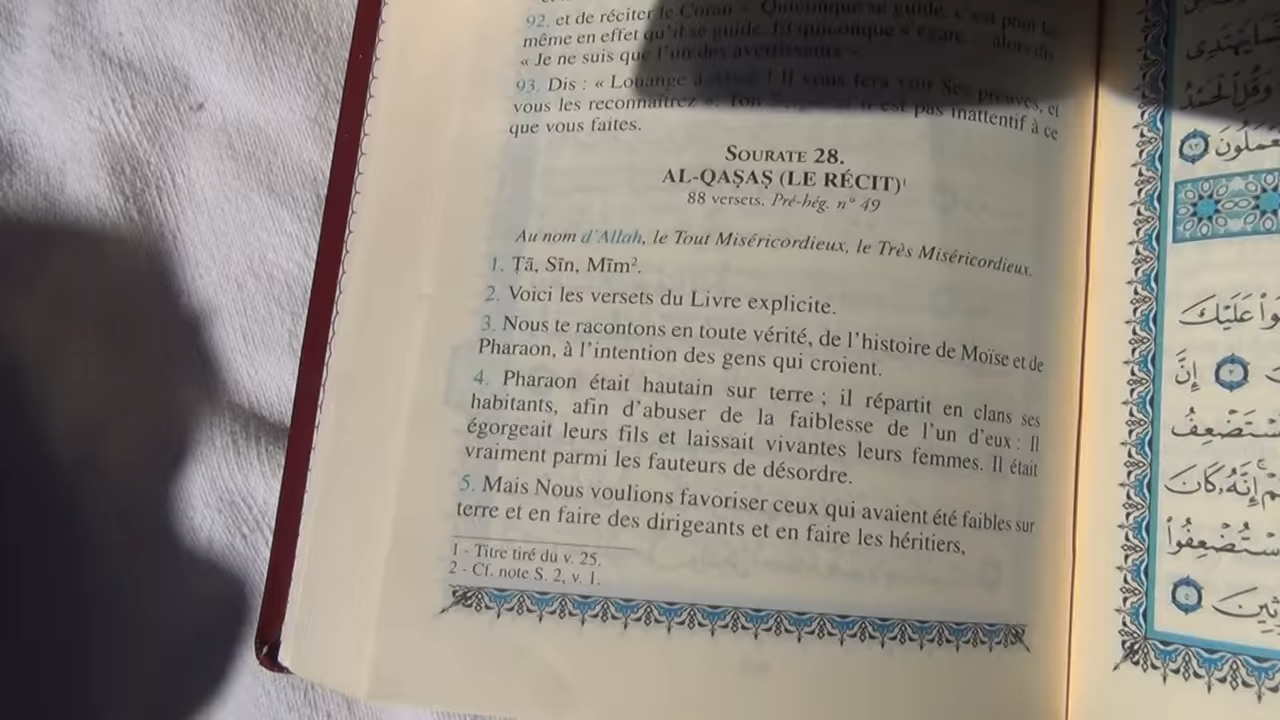 92. et de réciter le Coran ». Quiconque se guide, c'est pour lui-
même en effet qu'il se guide. Et quiconque s'égare... alors dis
« Je ne suis que l'un des avertisseurs ».
93. Dis : « Louange à Allah ! Il vous fera voir Ses preuves, et
vous les reconnaîtrez ». Ton n'est pas inattentif à ce
que vous faites.
SOURATE 28.
AL-QAṢAṢ (LE RÉCIT)¹
88 versets. Pré-hég. n° 49
Au nom d'Allah, le Tout Miséricordieux, le Très Miséricordieux.
1. Ṭā, Sīn, Mīm².
2. Voici les versets du Livre explicite.
3. Nous te racontons en toute vérité, de l'histoire de Moïse et de
Pharaon, à l'intention des gens qui croient.
4. Pharaon était hautain sur terre ; il répartit en clans ses
habitants, afin d'abuser de la faiblesse de l'un d'eux : Il
égorgeait leurs fils et laissait vivantes leurs femmes. Il était
vraiment parmi les fauteurs de désordre.
5. Mais Nous voulions favoriser ceux qui avaient été faibles sur
terre et en faire des dirigeants et en faire les héritiers,
1 - Titre tiré du v. 25.
2 - Cf. note S. 2, v. 1.
وَقُلِ ٱلْحَمْدُ
عَلَيْكَ
إِنَّ
إِنَّهُۥ كَانَ